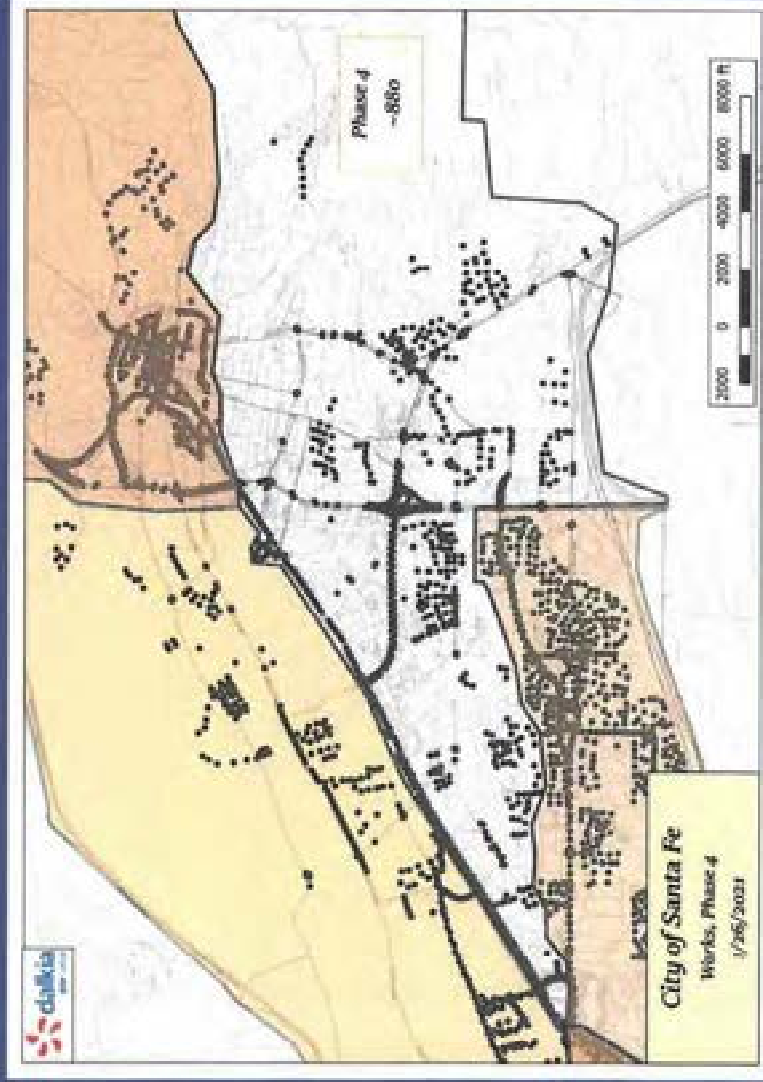 dalkia
Phase 4
~880
2000 0 2000 4000 6000 8000 ft
City of Santa Fe
Works, Phase 4
1/26/2021